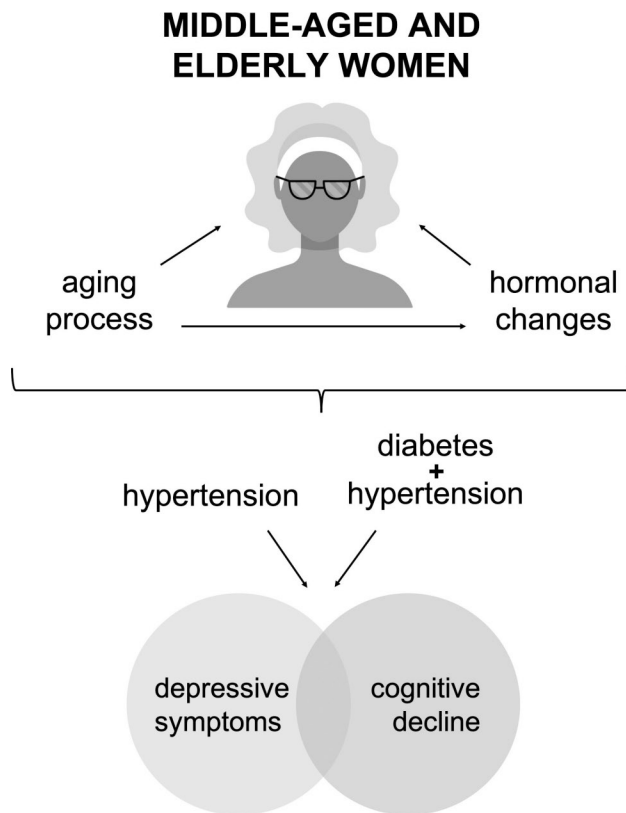 MIDDLE-AGED AND
ELDERLY WOMEN
aging
process
hormonal
changes
hypertension
diabetes
+
hypertension
depressive
symptoms
cognitive
decline